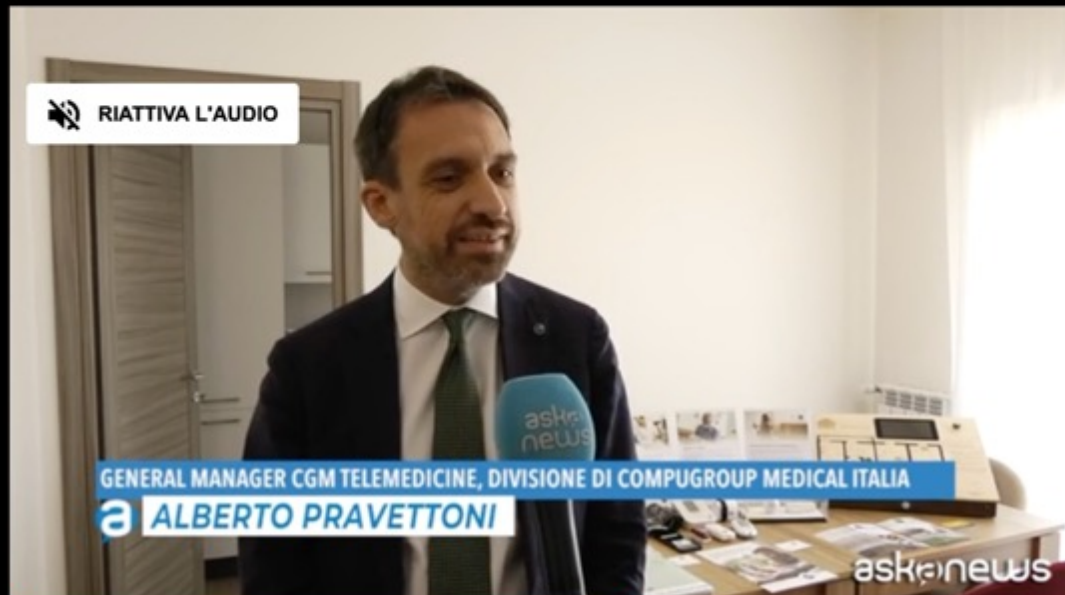 RIATTIVA L'AUDIO
askanews
GENERAL MANAGER CGM TELEMEDICINE, DIVISIONE DI COMPUGROUP MEDICAL ITALIA
a ALBERTO PRAVETTONI
askanews